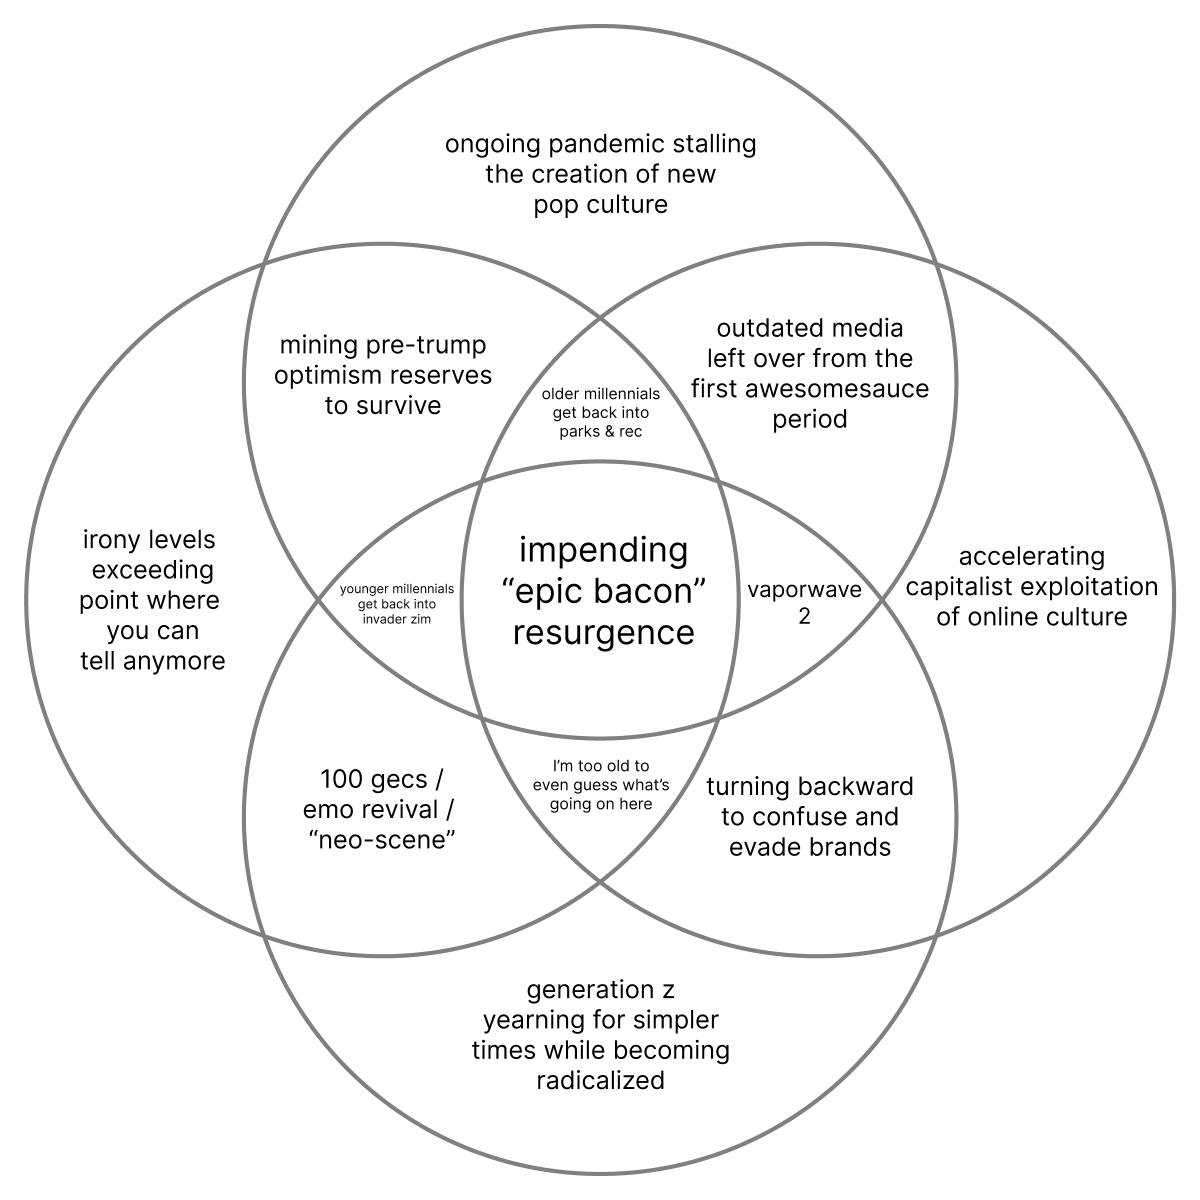 ongoing pandemic stalling
the creation of new
pop culture
mining pre-trump
optimism reserves
to survive
older millennials
get back into
parks & rec
outdated media
left over from the
first awesomesauce
period
irony levels
exceeding
point where
you can
tell anymore
younger millennials
get back into
invader zim
impending
“epic bacon”
resurgence
vaporwave
2
accelerating
capitalist exploitation
of online culture
100 gecs /
emo revival /
“neo-scene”
I’m too old to
even guess what’s
going on here
turning backward
to confuse and
evade brands
generation z
yearning for simpler
times while becoming
radicalized